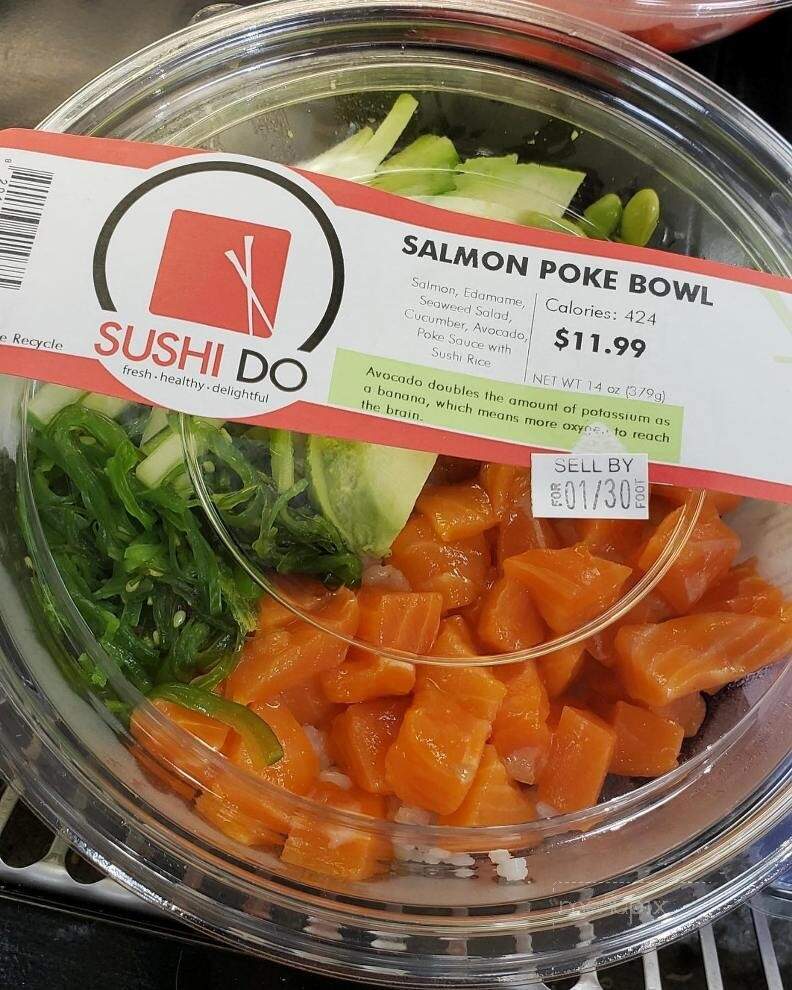 SUSHI DO
fresh · healthy · delightful
e Recycle
SALMON POKE BOWL
Salmon, Edamame,
Seaweed Salad,
Cucumber, Avocado,
Poke Sauce with
Sushi Rice
Calories: 424
$11.99
NET WT 14 oz (379g)
Avocado doubles the amount of potassium as
a banana, which means more oxygen to reach
the brain.
SELL BY
FOR 01/30 FOOT